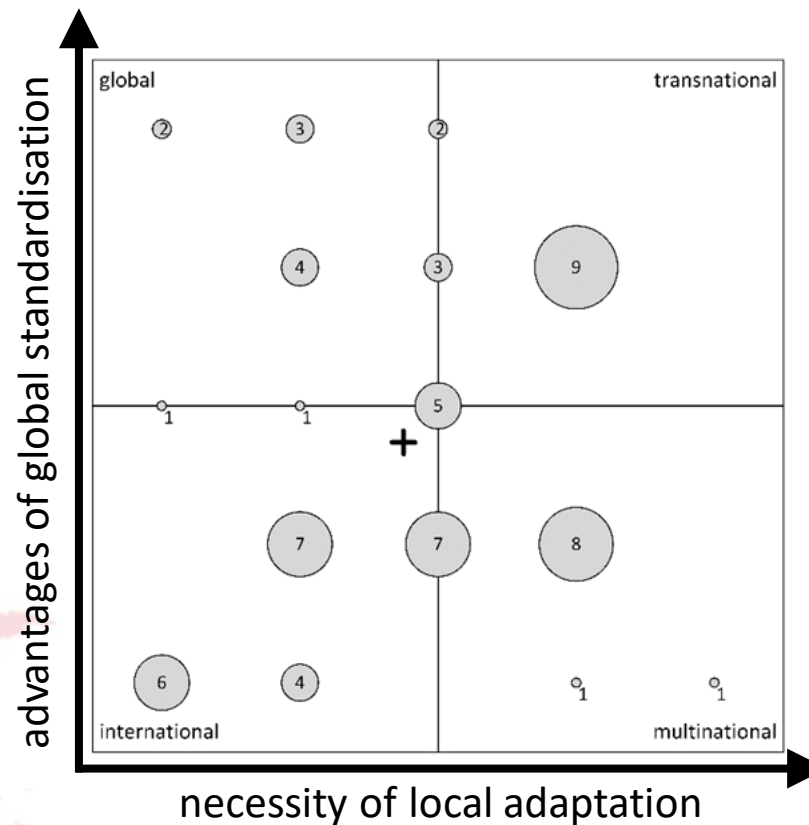 advantages of global standardisation
global
transnational
2
3
2
4
3
9
1
1
5
7
7
8
6
4
1
1
international
multinational
necessity of local adaptation